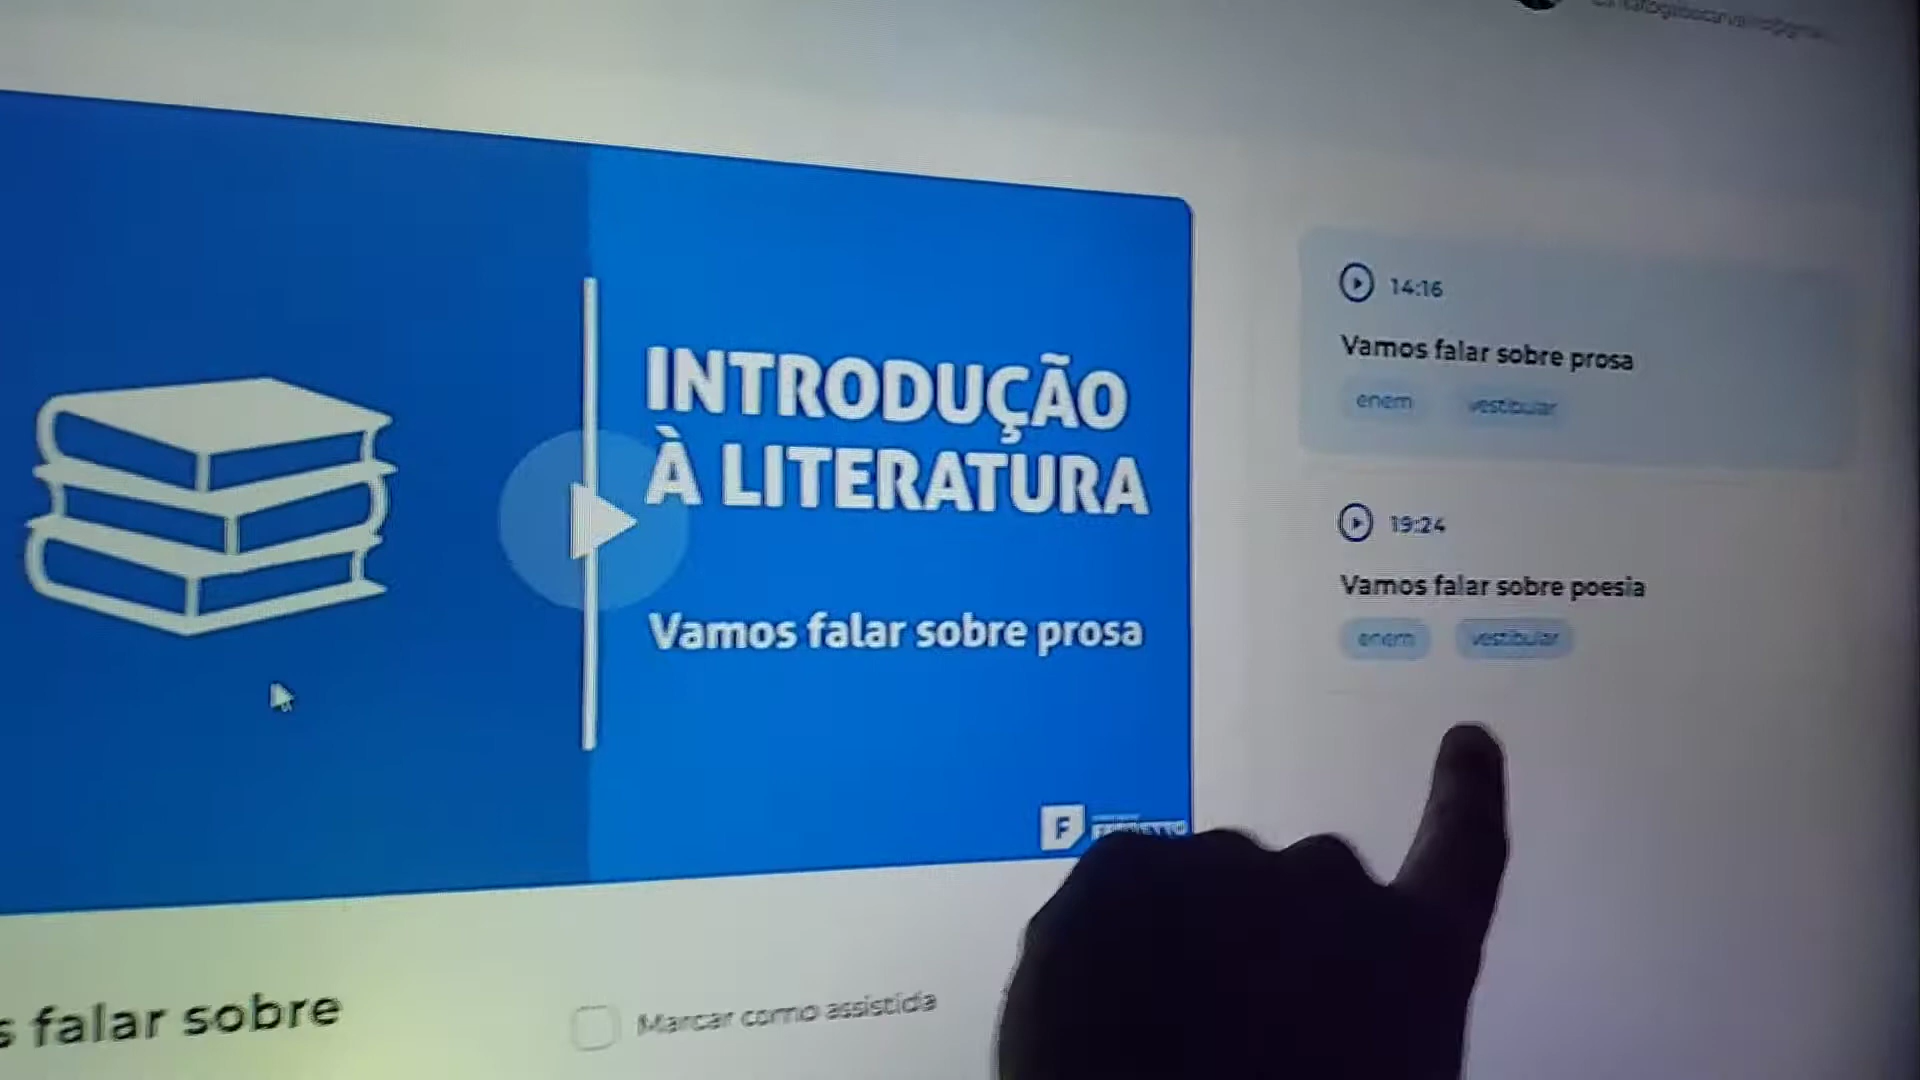 INTRODUÇÃO
À LITERATURA
Vamos falar sobre prosa
F
14:16
Vamos falar sobre prosa
enem
vestibular
19:24
Vamos falar sobre poesia
enem
vestibular
falar sobre
Marcar como assistida